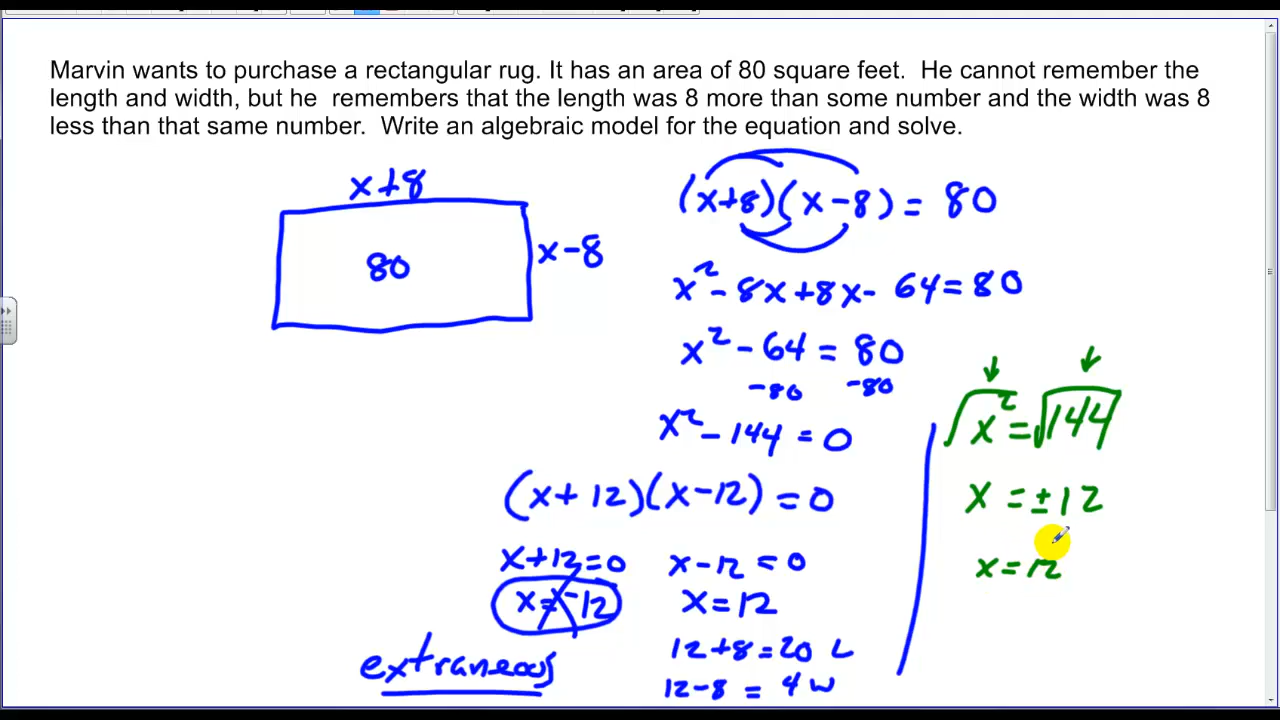 Marvin wants to purchase a rectangular rug. It has an area of 80 square feet. He cannot remember the
length and width, but he remembers that the length was 8 more than some number and the width was 8
less than that same number. Write an algebraic model for the equation and solve.
x+8
80
x-8
(x+8)(x-8)=80
x²-8x+8x-64=80
x²-64=80
-80 -80
x²-144=0
(x+12)(x-12)=0
x+12=0 x-12=0
x=-12 x=12
12+8=20 L
extraneous
12-8=4 W
√x²=√144
x=±12
x=12